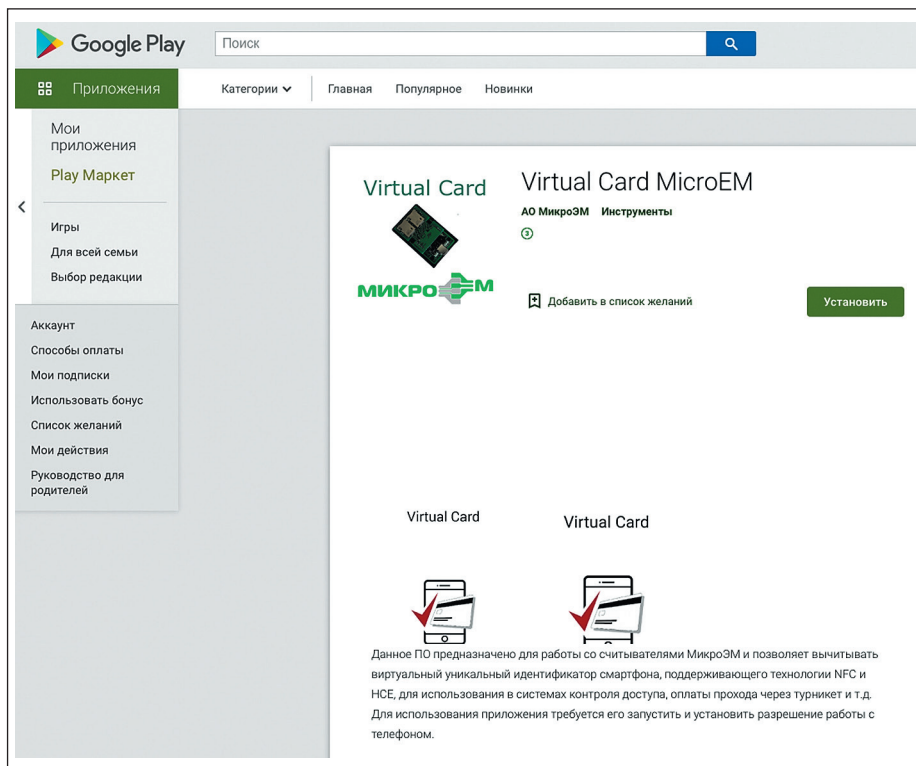 Google Play
Поиск
Приложения
Категории
Главная
Популярное
Новинки
Мои
приложения
Play Маркет
Игры
Для всей семьи
Выбор редакции
Аккаунт
Способы оплаты
Мои подписки
Использовать бонус
Список желаний
Мои действия
Руководство для
родителей
Virtual Card
МИКРОЭМ
Virtual Card MicroEM
АО МикроЭМ Инструменты
3
Добавить в список желаний
Установить
Virtual Card
Virtual Card
Данное ПО предназначено для работы со считывателями МикроЭМ и позволяет вычитывать
виртуальный уникальный идентификатор смартфона, поддерживающего технологии NFC и
HCE, для использования в системах контроля доступа, оплаты прохода через турникет и т.д.
Для использования приложения требуется его запустить и установить разрешение работы с
телефоном.